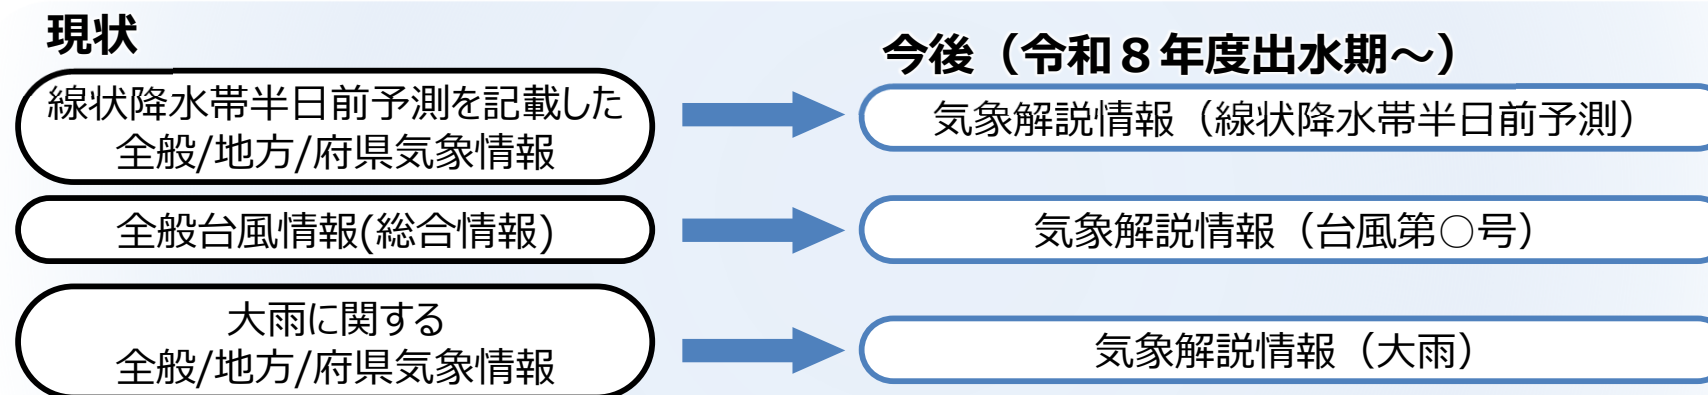 現状
今後（令和８年度出水期～）
線状降水帯半日前予測を記載した
全般/地方/府県気象情報
気象解説情報（線状降水帯半日前予測）
全般台風情報(総合情報)
気象解説情報（台風第○号）
大雨に関する
全般/地方/府県気象情報
気象解説情報（大雨）